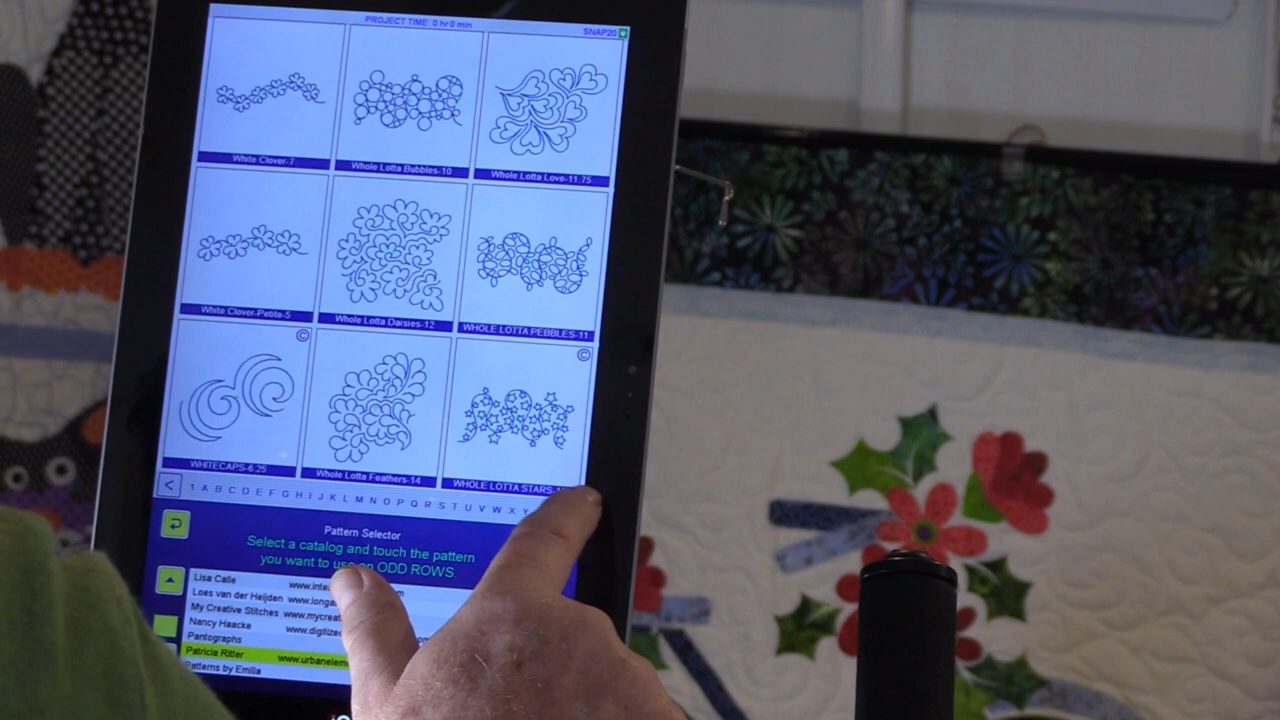 PROJECT TIME: 0 hr 0 min
SNAP20
White Clover-7
Whole Lotta Bubbles-10
Whole Lotta Love-11.75
White Clover-Petite-5
Whole Lotta Daisies-12
WHOLE LOTTA PEBBLES-11
©
©
WHITECAPS-6.25
Whole Lotta Feathers-14
WHOLE LOTTA STARS
< 1 A B C D E F G H I J K L M N O P Q R S T U V W X Y
Pattern Selector
Select a catalog and touch the pattern
you want to use on ODD ROWS.
Lisa Calle
Loes van der Heijden
My Creative Stitches
Nancy Haacke
Pantographs
Patricia Ritter
Patterns by Emilia